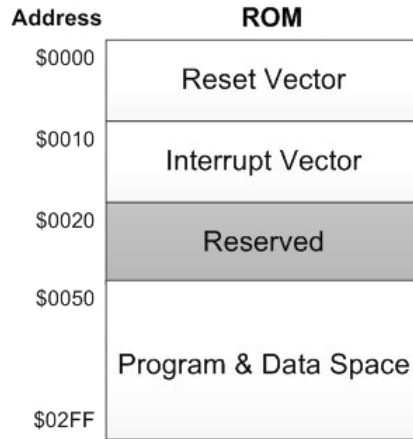 Address ROM
$0000
Reset Vector
$0010
Interrupt Vector
$0020
Reserved
$0050
Program & Data Space
$02FF